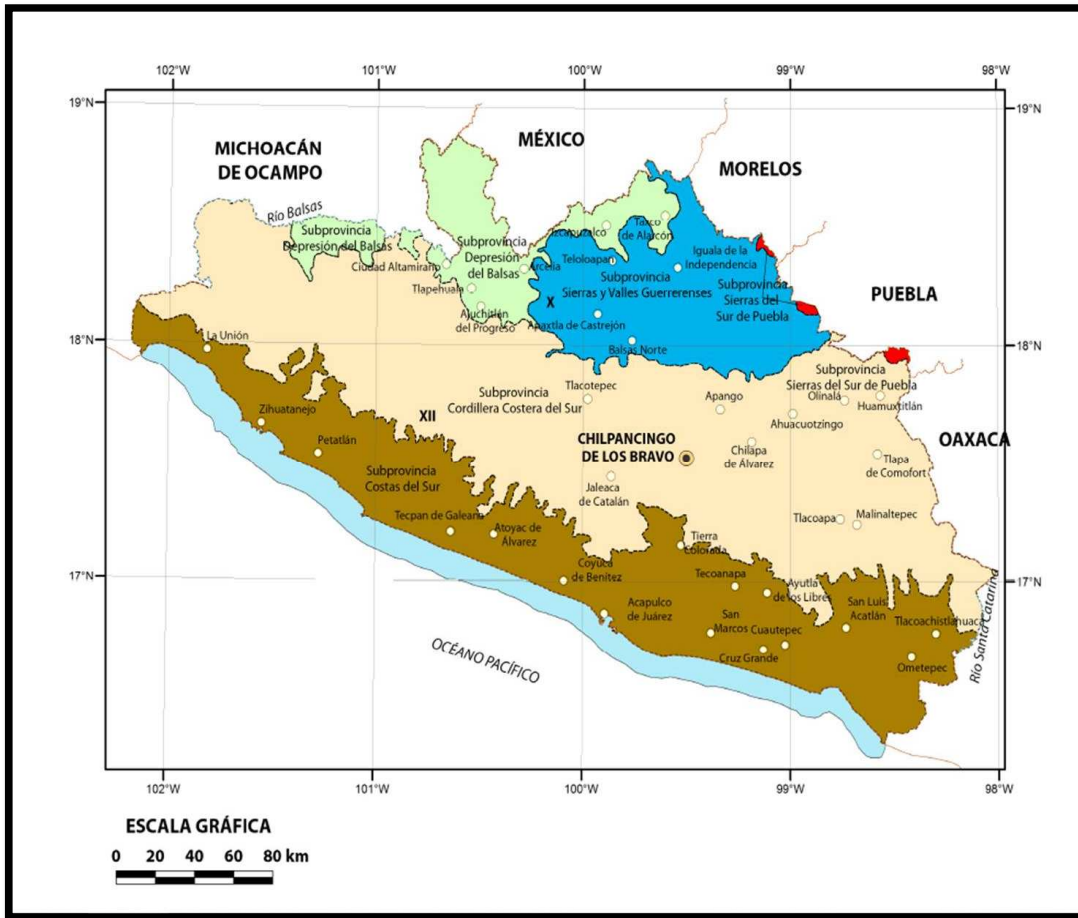 102°W
101°W
100°W
99°W
98°W
19°N
19°N
MÉXICO
MICHOACÁN
DE OCAMPO
MORELOS
Río Balsas
Subprovincia
Depresión del Balsas
Subprovincia
Depresión
del Balsas
Ciudad Altamirano
Arcelia
Tlapehuala
Ajuchitlán
del Progreso
Ixcapuzalco
Taxco
de Alarcón
Teloloapan
Iguala de la
Independencia
Subprovincia
Sierras y Valles Guerrerenses
Subprovincia
Sierras del
Sur de Puebla
X
Apaxtla de Castrejón
Balsas Norte
PUEBLA
18°N
18°N
La Unión
Subprovincia
Sierras del Sur de Puebla
Tlacotepec
Subprovincia
Cordillera Costera del Sur
Apango
Olinalá
Huamuxtitlán
Ahuacuotzingo
Zihuatanejo
XII
Petatlán
CHILPANCINGO
DE LOS BRAVO
Chilapa
de Álvarez
OAXACA
Tlapa
de Comofort
Subprovincia
Costas del Sur
Jaleaca
de Catalán
Tlacoapa
Malinaltepec
Tecpan de Galeana
Atoyac de
Álvarez
Tierra
Colorada
Coyuca
de Benítez
17°N
17°N
Tecoanapa
Ayutla
de los Libres
Acapulco
de Juárez
San
Marcos
Cuautepec
Cruz Grande
San Luis
Acatlán
Tlacoachistlahuaca
Ometepec
Río Santa Catarina
OCÉANO PACÍFICO
102°W
101°W
100°W
99°W
98°W
ESCALA GRÁFICA
0 20 40 60 80 km